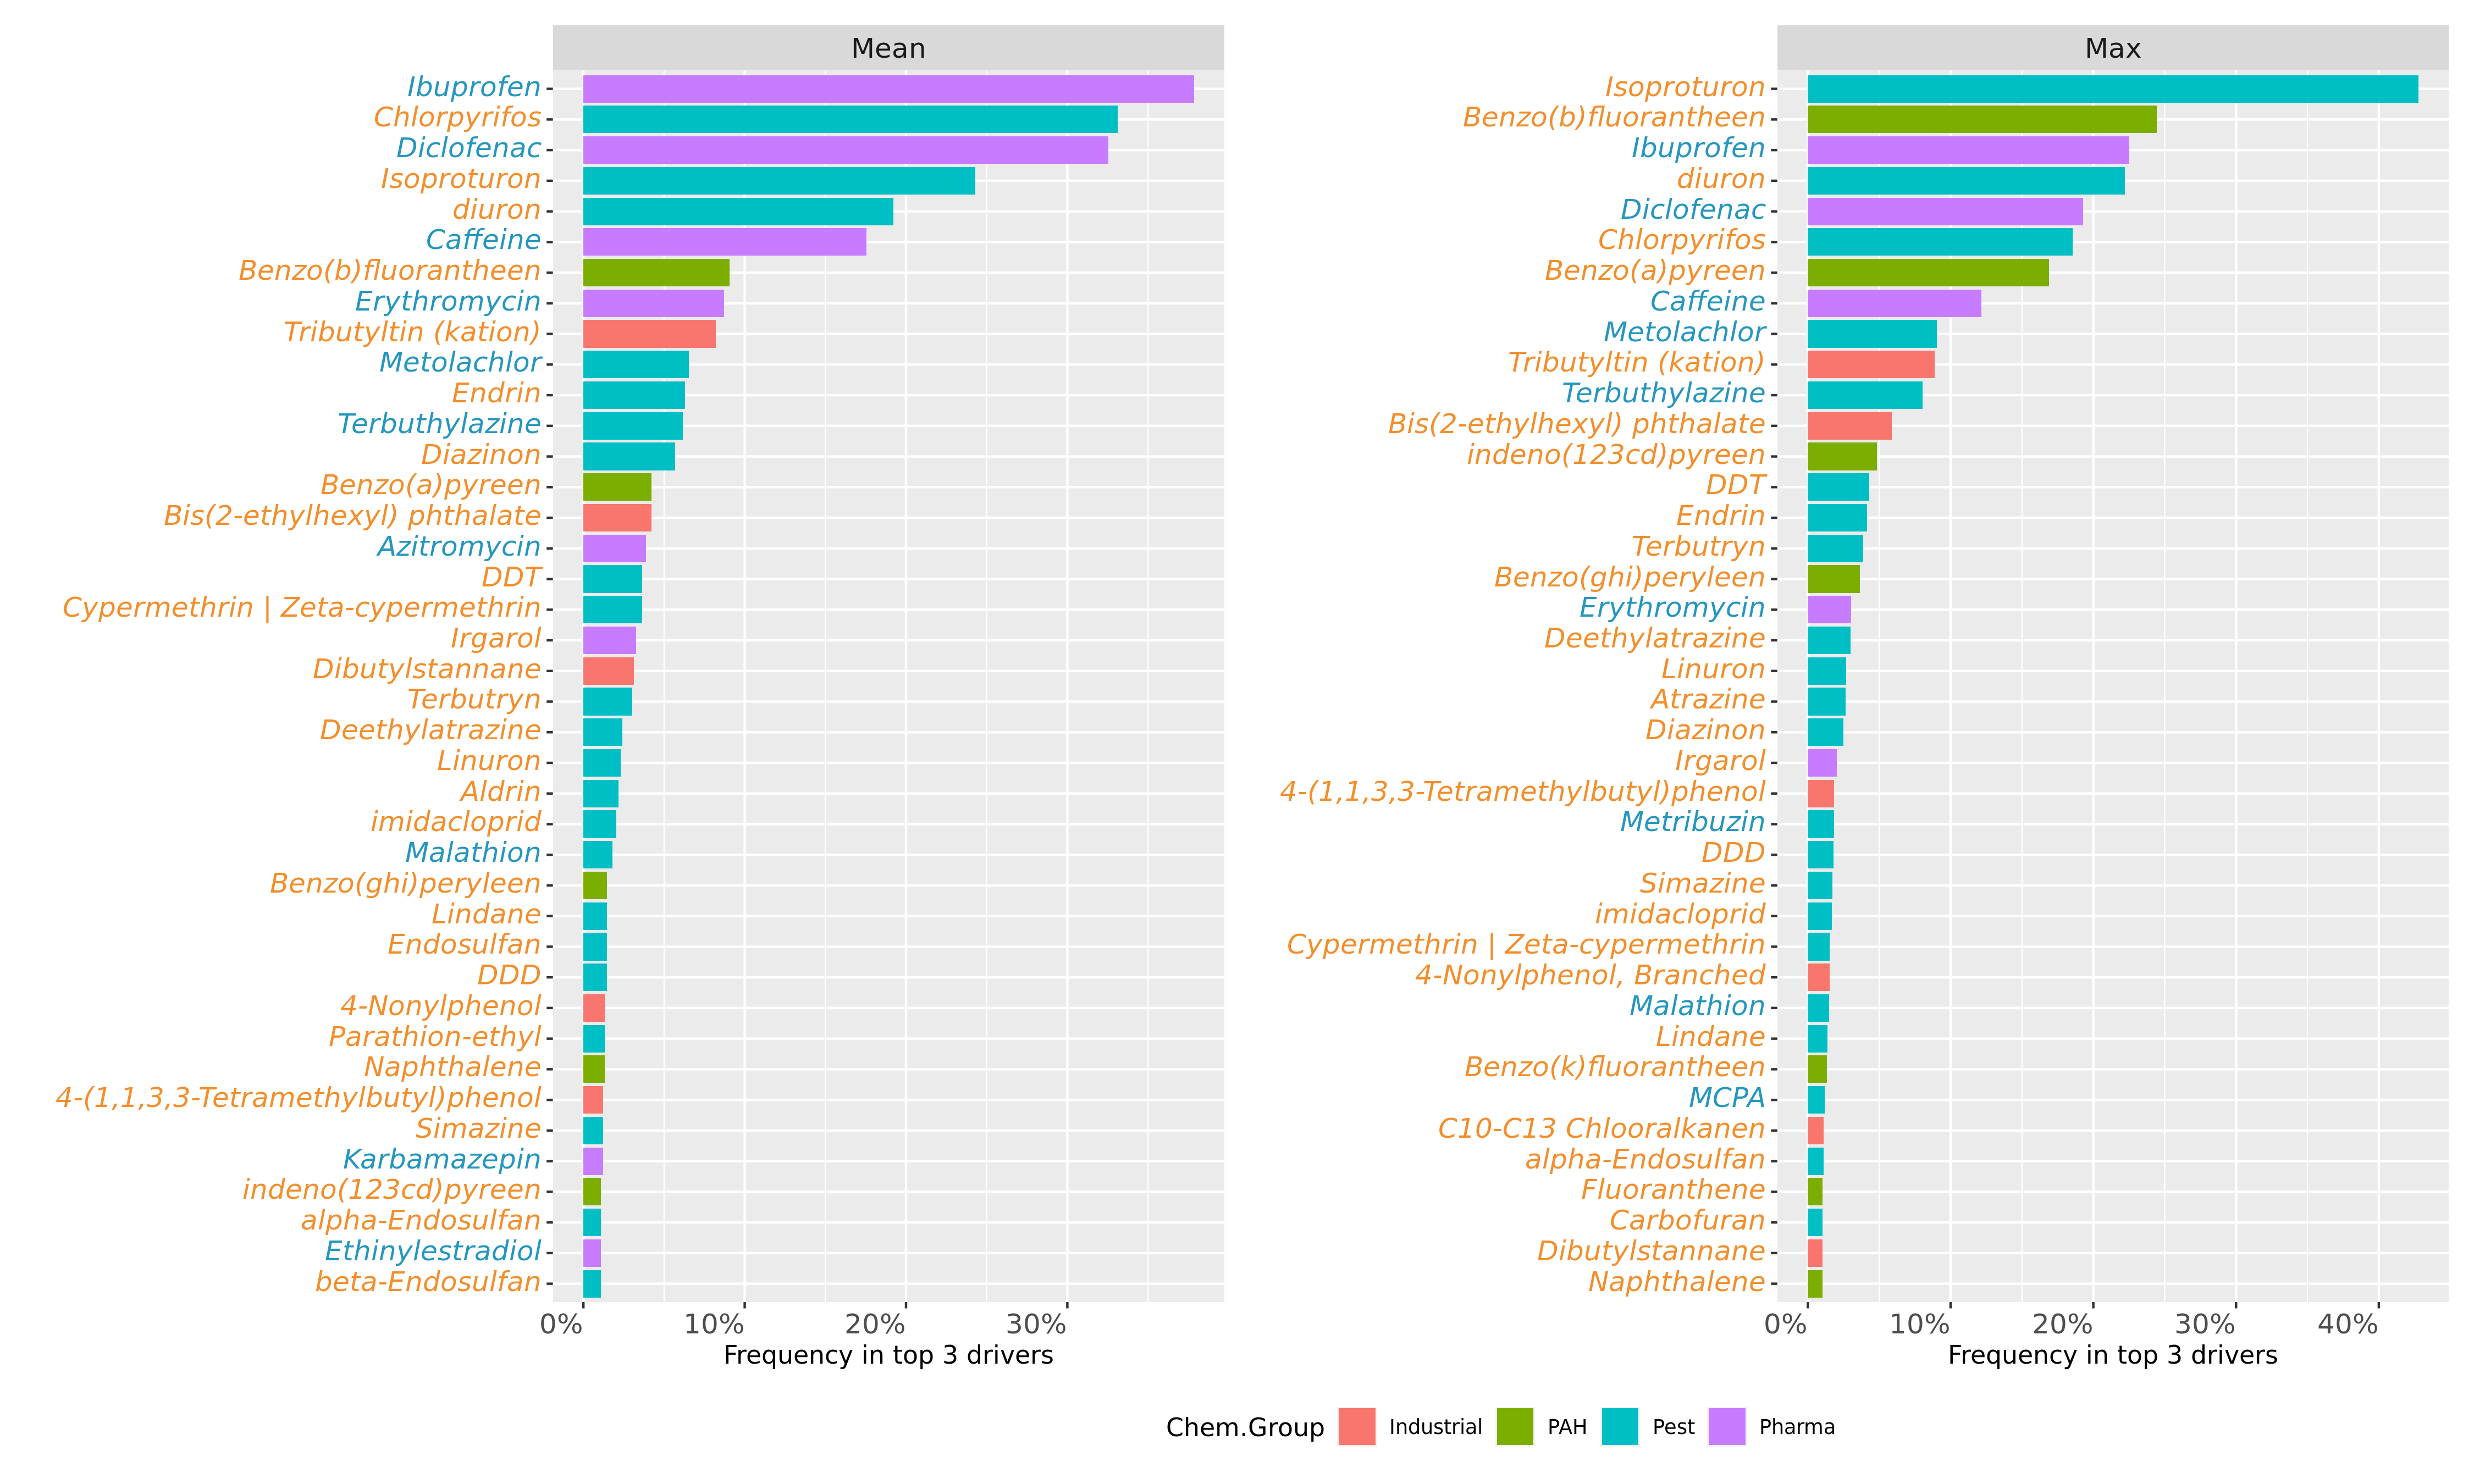 Mean
Ibuprofen
Chlorpyrifos
Diclofenac
Isoproturon
diuron
Caffeine
Benzo(b)fluorantheen
Erythromycin
Tributyltin (kation)
Metolachlor
Endrin
Terbuthylazine
Diazinon
Benzo(a)pyreen
Bis(2-ethylhexyl) phthalate
Azitromycin
DDT
Cypermethrin | Zeta-cypermethrin
Irgarol
Dibutylstannane
Terbutryn
Deethylatrazine
Linuron
Aldrin
imidacloprid
Malathion
Benzo(ghi)peryleen
Lindane
Endosulfan
DDD
4-Nonylphenol
Parathion-ethyl
Naphthalene
4-(1,1,3,3-Tetramethylbutyl)phenol
Simazine
Karbamazepin
indeno(123cd)pyreen
alpha-Endosulfan
Ethinylestradiol
beta-Endosulfan
0% 10% 20% 30%
Frequency in top 3 drivers
Max
Isoproturon
Benzo(b)fluorantheen
Ibuprofen
diuron
Diclofenac
Chlorpyrifos
Benzo(a)pyreen
Caffeine
Metolachlor
Tributyltin (kation)
Terbuthylazine
Bis(2-ethylhexyl) phthalate
indeno(123cd)pyreen
DDT
Endrin
Terbutryn
Benzo(ghi)peryleen
Erythromycin
Deethylatrazine
Linuron
Atrazine
Diazinon
Irgarol
4-(1,1,3,3-Tetramethylbutyl)phenol
Metribuzin
DDD
Simazine
imidacloprid
Cypermethrin | Zeta-cypermethrin
4-Nonylphenol, Branched
Malathion
Lindane
Benzo(k)fluorantheen
MCPA
C10-C13 Chlooralkanen
alpha-Endosulfan
Fluoranthene
Carbofuran
Dibutylstannane
Naphthalene
0% 10% 20% 30% 40%
Frequency in top 3 drivers
Chem.Group Industrial PAH Pest Pharma